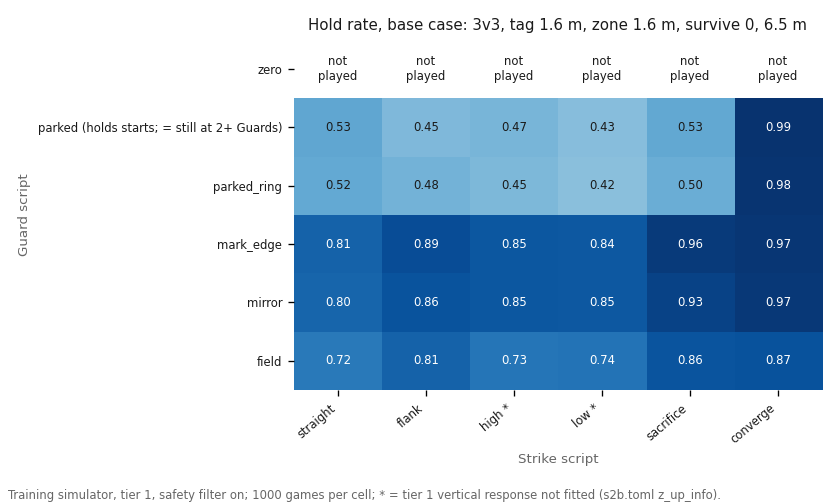 Hold rate, base case: 3v3, tag 1.6 m, zone 1.6 m, survive 0, 6.5 m
Guard script
zero
not played not played not played not played not played not played
parked (holds starts; = still at 2+ Guards)
0.53 0.45 0.47 0.43 0.53 0.99
parked_ring
0.52 0.48 0.45 0.42 0.50 0.98
mark_edge
0.81 0.89 0.85 0.84 0.96 0.97
mirror
0.80 0.86 0.85 0.85 0.93 0.97
field
0.72 0.81 0.73 0.74 0.86 0.87
straight flank high * low * sacrifice converge
Strike script
Training simulator, tier 1, safety filter on; 1000 games per cell; * = tier 1 vertical response not fitted (s2b.toml z_up_info).